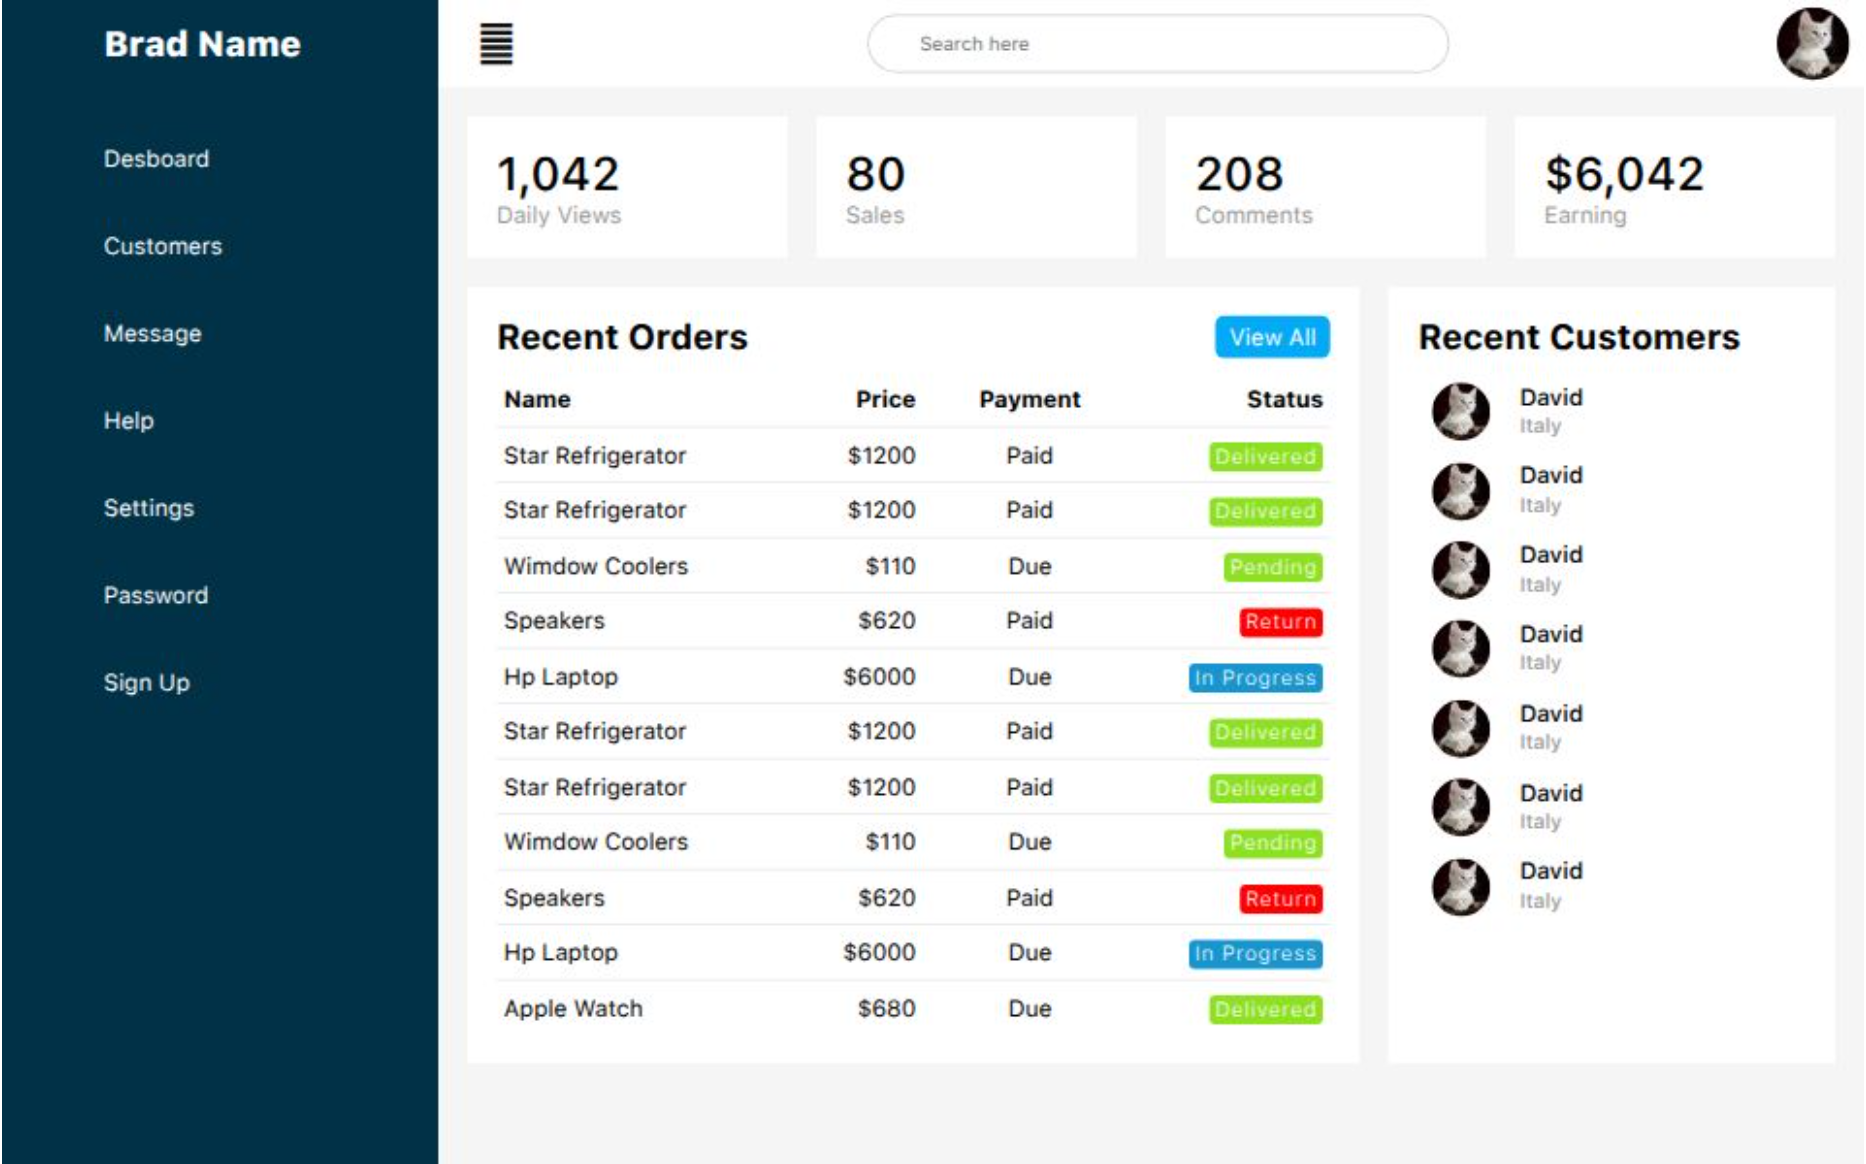 Brad Name
Search here
Desboard
Customers
Message
Help
Settings
Password
Sign Up
1,042
Daily Views
80
Sales
208
Comments
$6,042
Earning
Recent Orders
View All
Name Price Payment Status
Star Refrigerator $1200 Paid Delivered
Star Refrigerator $1200 Paid Delivered
Wimdow Coolers $110 Due Pending
Speakers $620 Paid Return
Hp Laptop $6000 Due In Progress
Star Refrigerator $1200 Paid Delivered
Star Refrigerator $1200 Paid Delivered
Wimdow Coolers $110 Due Pending
Speakers $620 Paid Return
Hp Laptop $6000 Due In Progress
Apple Watch $680 Due Delivered
Recent Customers
David
Italy
David
Italy
David
Italy
David
Italy
David
Italy
David
Italy
David
Italy